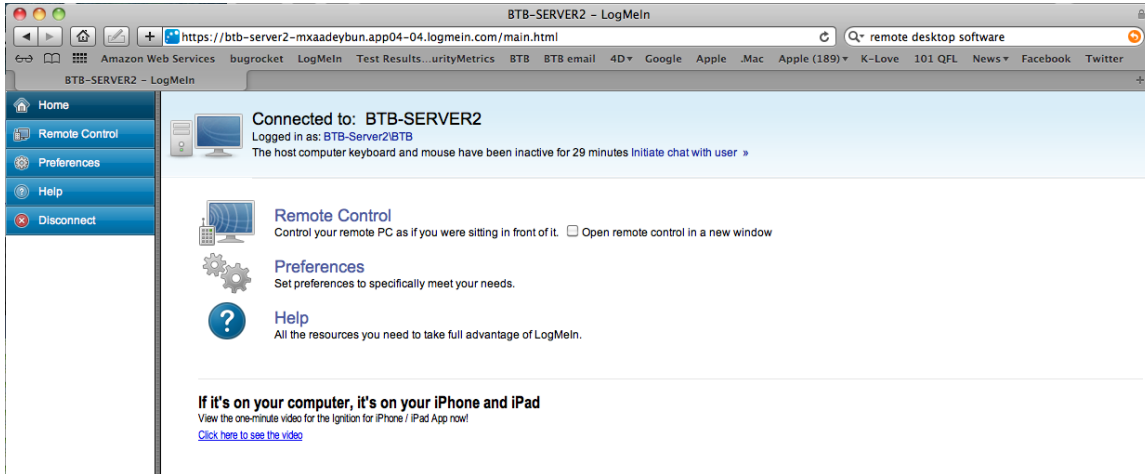 BTB-SERVER2 – LogMeIn
https://btb-server2-mxaadeybun.app04-04.logmein.com/main.html
remote desktop software
Amazon Web Services bugrocket LogMeIn Test Results...urityMetrics BTB BTB email 4D▾ Google Apple .Mac Apple (189)▾ K-Love 101 QFL News▾ Facebook Twitter
BTB-SERVER2 – LogMeIn
Home
Remote Control
Preferences
Help
Disconnect
Connected to: BTB-SERVER2
Logged in as: BTB-Server2\BTB
The host computer keyboard and mouse have been inactive for 29 minutes Initiate chat with user »
Remote Control
Control your remote PC as if you were sitting in front of it. Open remote control in a new window
Preferences
Set preferences to specifically meet your needs.
Help
All the resources you need to take full advantage of LogMeIn.
If it's on your computer, it's on your iPhone and iPad
View the one-minute video for the Ignition for iPhone / iPad App now!
Click here to see the video